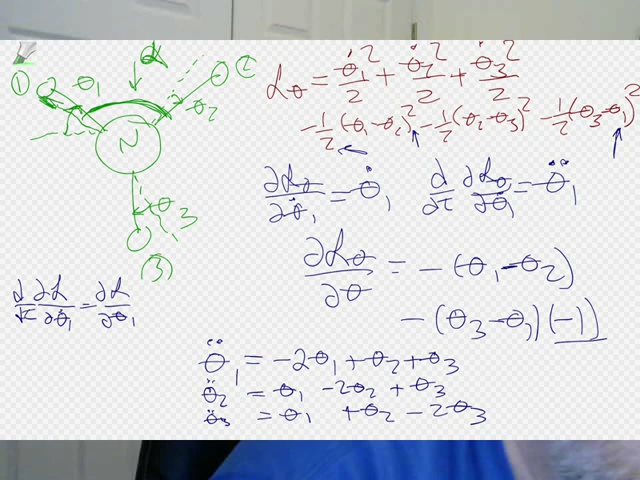 ① θ₁ α ②
θ₂
N
θ₃
(3)
ℒθ = θ̇₁²/2 + θ̇₂²/2 + θ̇₃²/2
-1/2(θ₁-θ₂)² -1/2(θ₂-θ₃)² -1/2(θ₃-θ₁)²
∂ℒθ/∂θ̇₁ = θ̇₁ d/dt ∂ℒθ/∂θ̇₁ = θ̈₁
∂ℒθ/∂θ = -(θ₁-θ₂)
-(θ₃-θ₁)(-1)
d/dt ∂ℒ/∂θ̇₁ = ∂ℒ/∂θ₁
θ̈₁ = -2θ₁+θ₂+θ₃
θ̈₂ = θ₁ -2θ₂ +θ₃
θ̈₃ = θ₁ +θ₂ -2θ₃